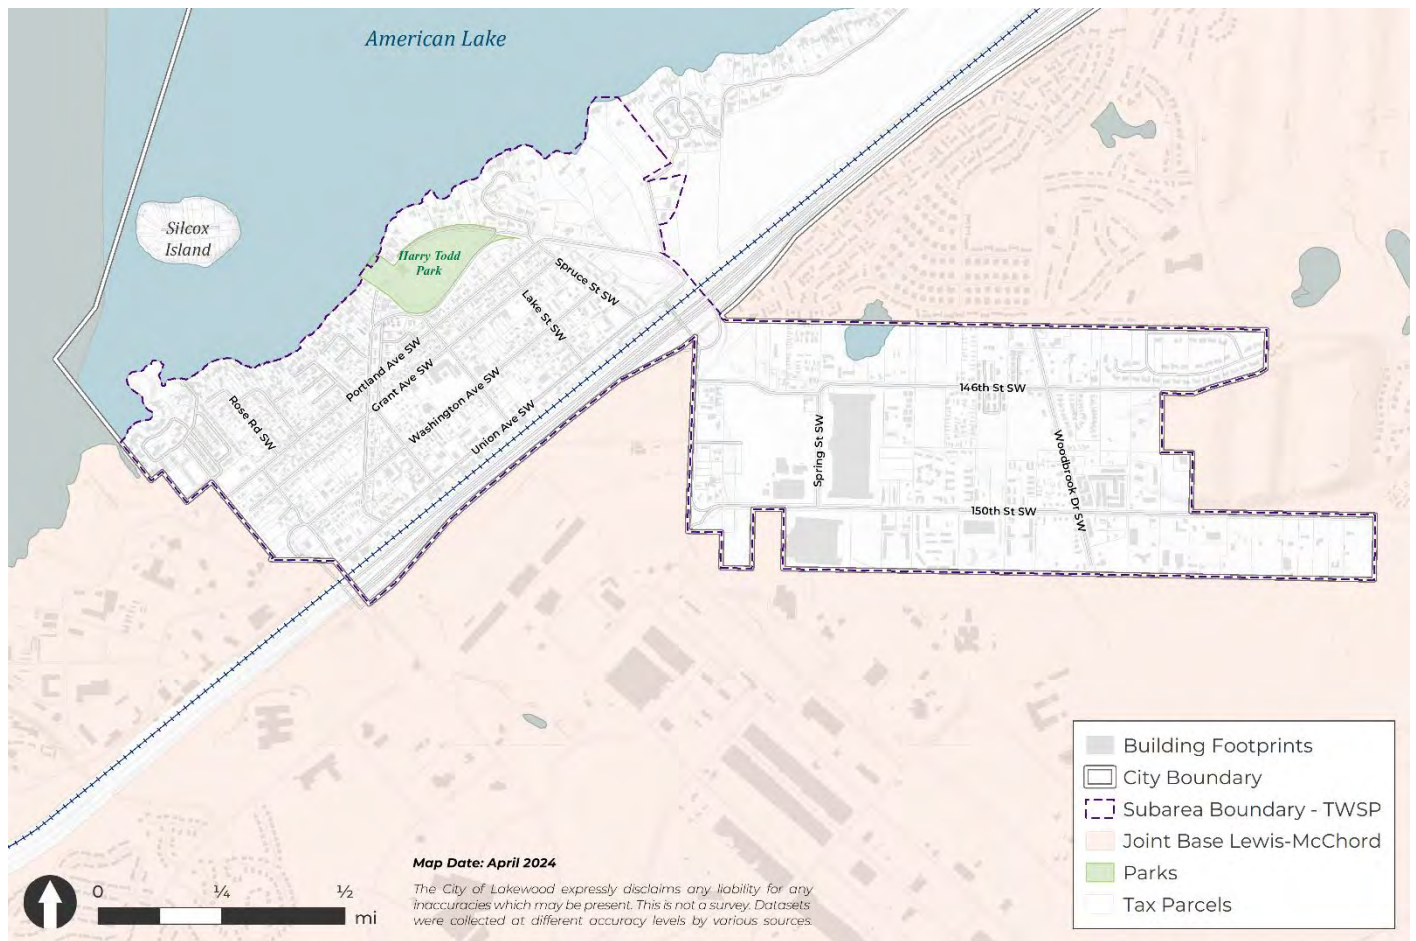 American Lake
Silcox
Island
Harry Todd
Park
Spruce St SW
Lake St SW
Portland Ave SW
Grant Ave SW
Washington Ave SW
Union Ave SW
Rose Rd SW
146th St SW
Spring St SW
Woodbrook Dr SW
150th St SW
Building Footprints
City Boundary
Subarea Boundary - TWSP
Joint Base Lewis-McChord
Parks
Tax Parcels
Map Date: April 2024
The City of Lakewood expressly disclaims any liability for any
inaccuracies which may be present. This is not a survey. Datasets
were collected at different accuracy levels by various sources.
0 ¼ ½
mi